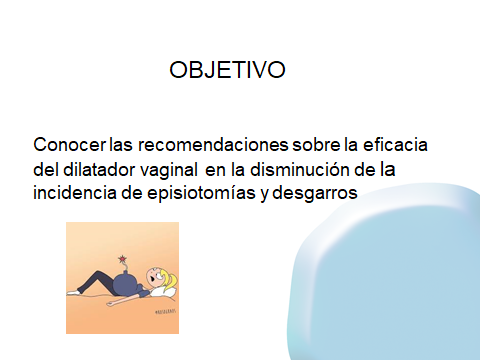 OBJETIVO
Conocer las recomendaciones sobre la eficacia
del dilatador vaginal en la disminución de la
incidencia de episiotomías y desgarros